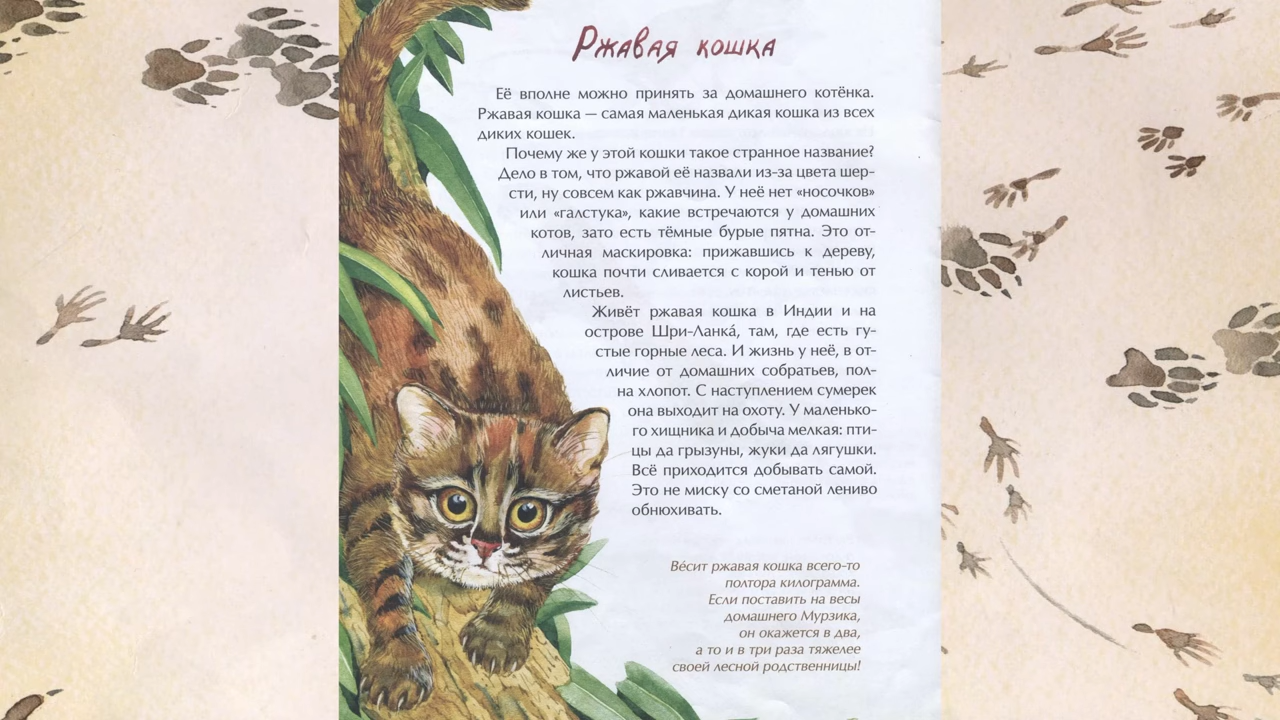 Ржавая кошка
Её вполне можно принять за домашнего котёнка.
Ржавая кошка — самая маленькая дикая кошка из всех
диких кошек.
Почему же у этой кошки такое странное название?
Дело в том, что ржавой её назвали из-за цвета шер-
сти, ну совсем как ржавчина. У неё нет «носочков»
или «галстука», какие встречаются у домашних
котов, зато есть тёмные бурые пятна. Это от-
личная маскировка: прижавшись к дереву,
кошка почти сливается с корой и тенью от
листьев.
Живёт ржавая кошка в Индии и на
острове Шри-Ланка́, там, где есть гу-
стые горные леса. И жизнь у неё, в от-
личие от домашних собратьев, пол-
на хлопот. С наступлением сумерек
она выходит на охоту. У маленько-
го хищника и добыча мелкая: пти-
цы да грызуны, жуки да лягушки.
Всё приходится добывать самой.
Это не миску со сметаной лениво
обнюхивать.
Ве́сит ржавая кошка всего-то
полтора килограмма.
Если поставить на весы
домашнего Мурзика,
он окажется в два,
а то и в три раза тяжелее
своей лесной родственницы!